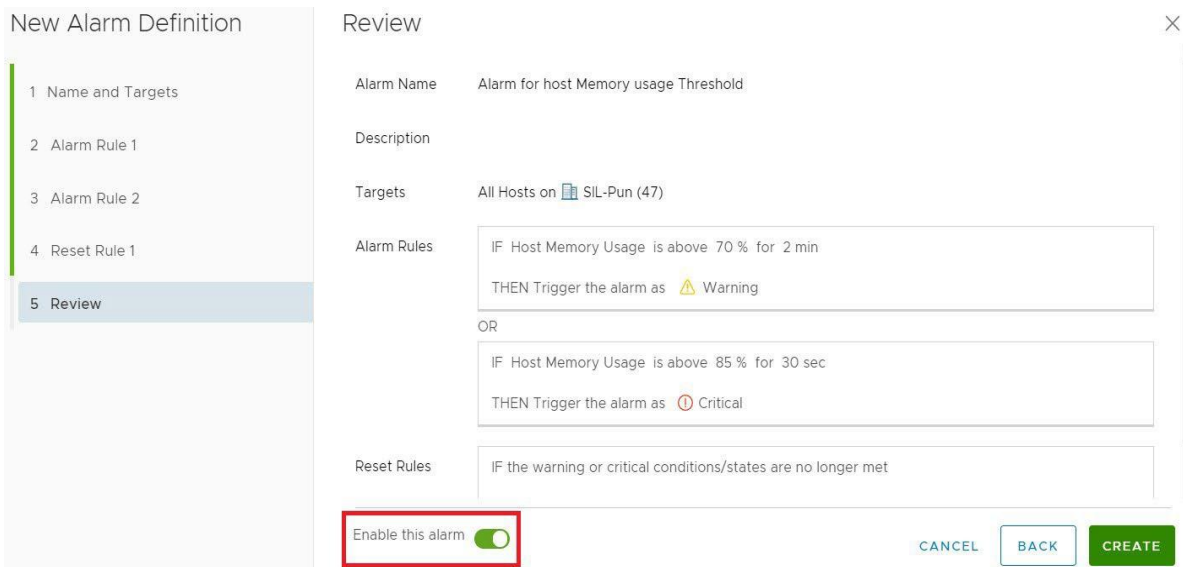 New Alarm Definition
1 Name and Targets
2 Alarm Rule 1
3 Alarm Rule 2
4 Reset Rule 1
5 Review
Review
Alarm Name Alarm for host Memory usage Threshold
Description
Targets All Hosts on SIL-Pun (47)
Alarm Rules IF Host Memory Usage is above 70 % for 2 min
THEN Trigger the alarm as Warning
OR
IF Host Memory Usage is above 85 % for 30 sec
THEN Trigger the alarm as Critical
Reset Rules IF the warning or critical conditions/states are no longer met
Enable this alarm
CANCEL BACK CREATE